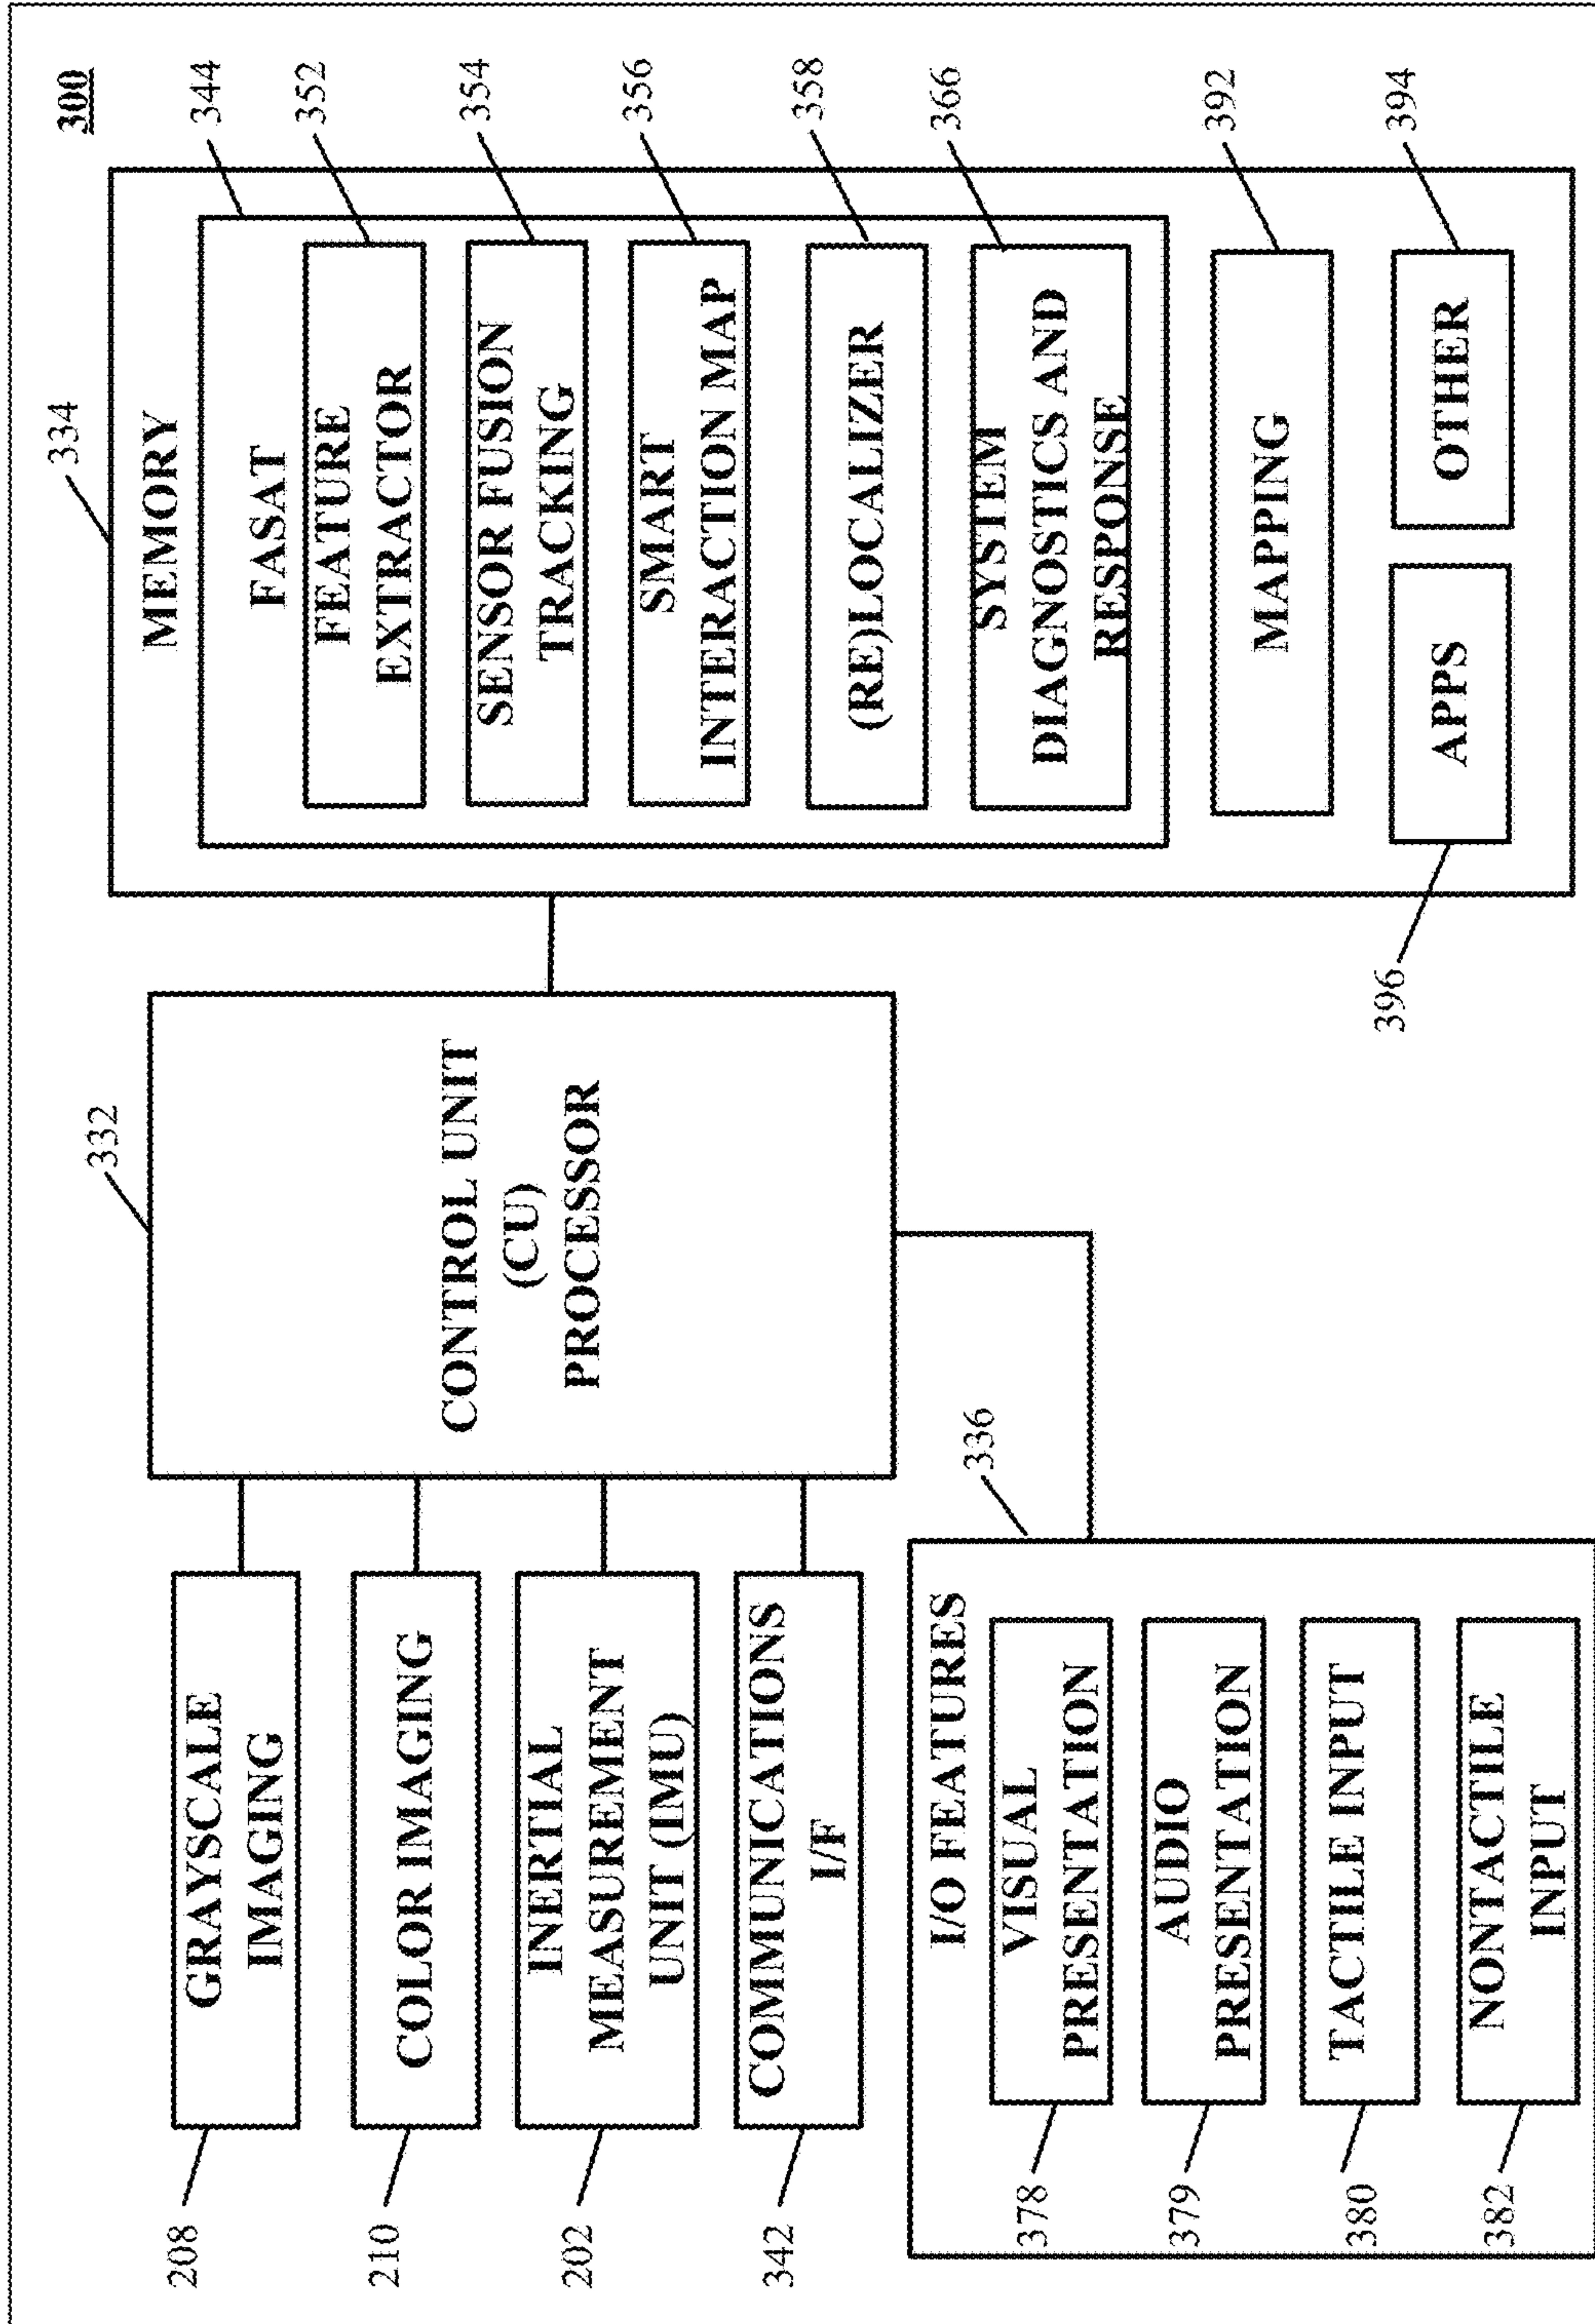 300
208
GRAYSCALE
IMAGING
210
COLOR IMAGING
202
INERTIAL
MEASUREMENT
UNIT (IMU)
342
COMMUNICATIONS
I/F
332
CONTROL UNIT
(CU)
PROCESSOR
336
I/O FEATURES
378
VISUAL
PRESENTATION
379
AUDIO
PRESENTATION
380
TACTILE INPUT
382
NONTACTILE
INPUT
334
MEMORY
344
FASAT
352
FEATURE
EXTRACTOR
354
SENSOR FUSION
TRACKING
356
SMART
INTERACTION MAP
358
(RE)LOCALIZER
366
SYSTEM
DIAGNOSTICS AND
RESPONSE
392
MAPPING
396
APPS
394
OTHER